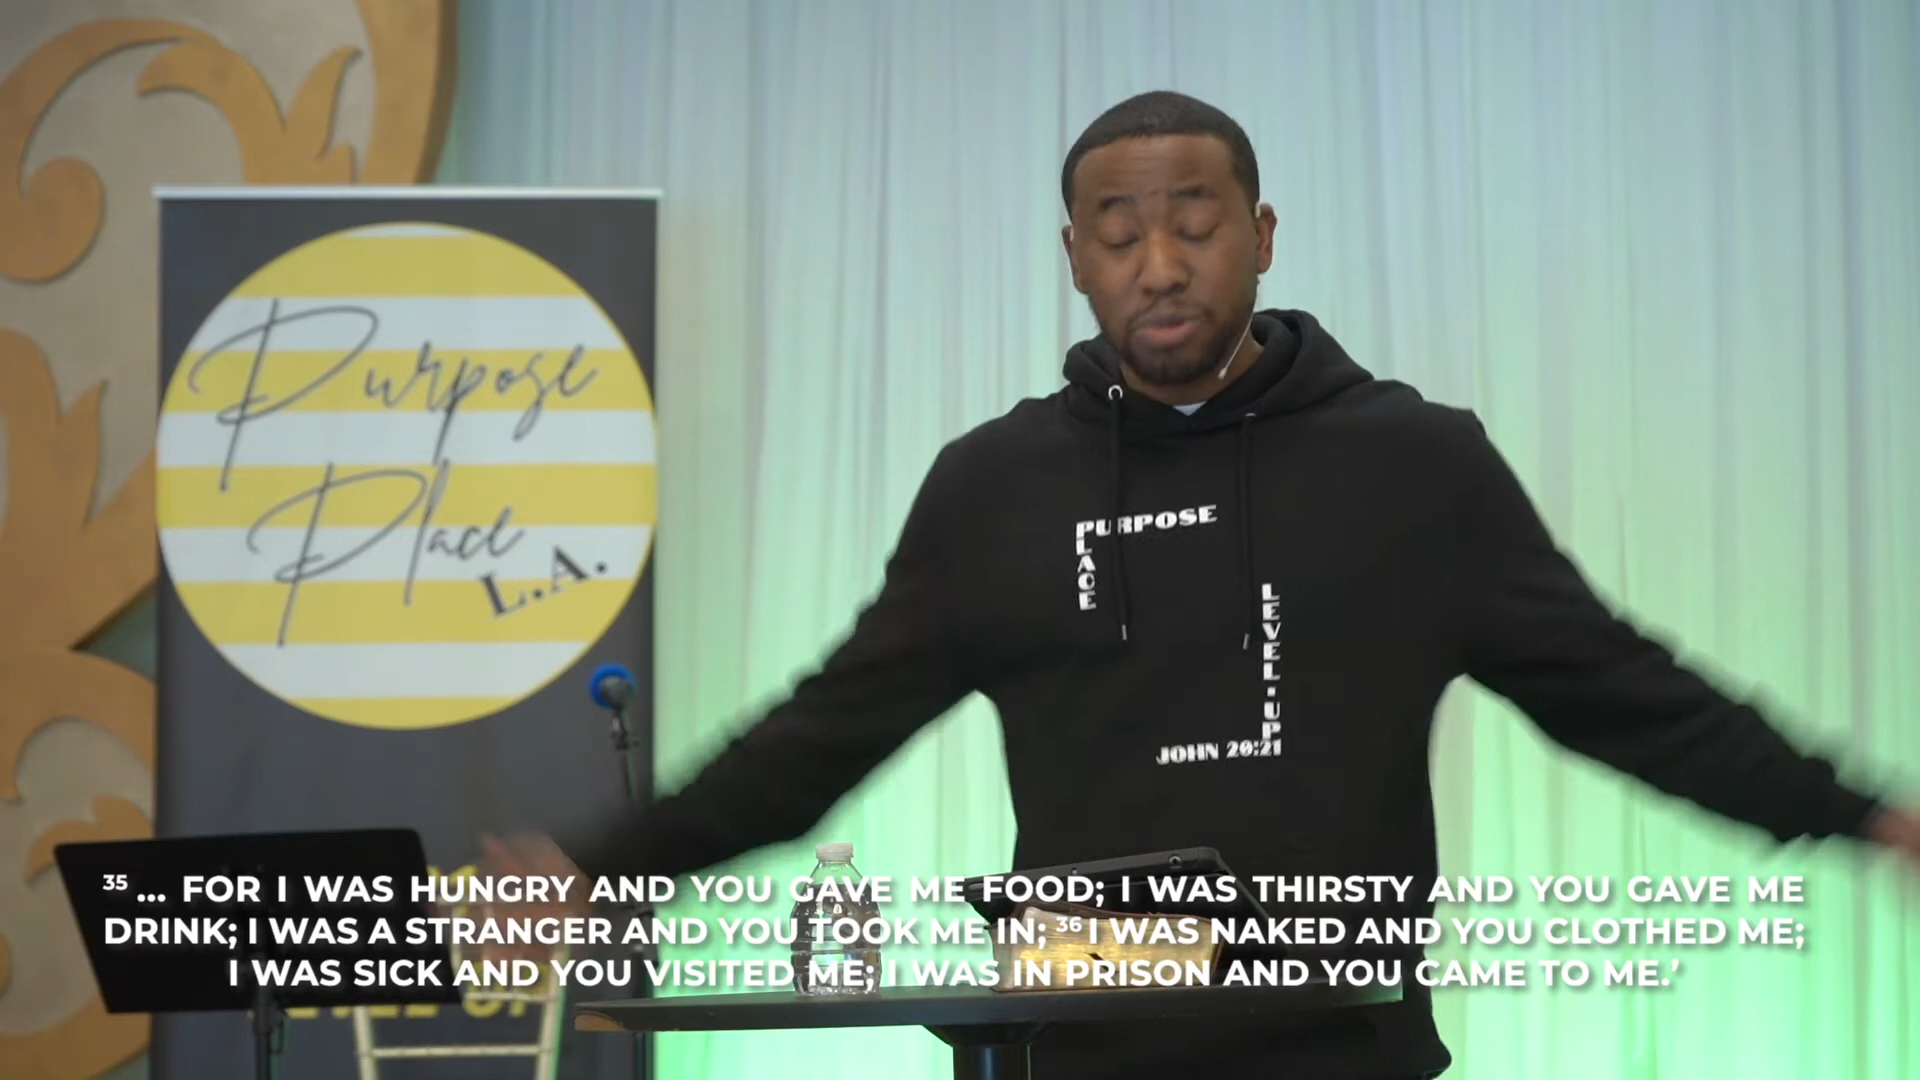 Purpose
Place
L.A.
PURPOSE
PLACE
LEVEL·UP
JOHN 20:21
35 ... FOR I WAS HUNGRY AND YOU GAVE ME FOOD; I WAS THIRSTY AND YOU GAVE ME
DRINK; I WAS A STRANGER AND YOU TOOK ME IN; 36 I WAS NAKED AND YOU CLOTHED ME;
I WAS SICK AND YOU VISITED ME; I WAS IN PRISON AND YOU CAME TO ME.’